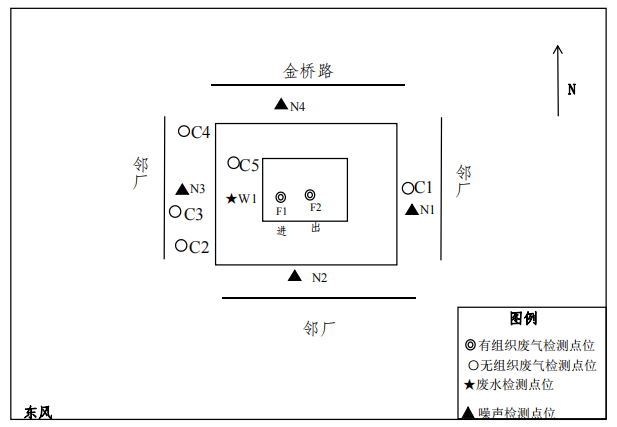 金桥路
N
N4
C4
邻厂
C5
邻厂
N3
W1
C1
F1
F2
N1
C3
进
出
C2
N2
邻厂
图例
有组织废气检测点位
无组织废气检测点位
废水检测点位
噪声检测点位
东风